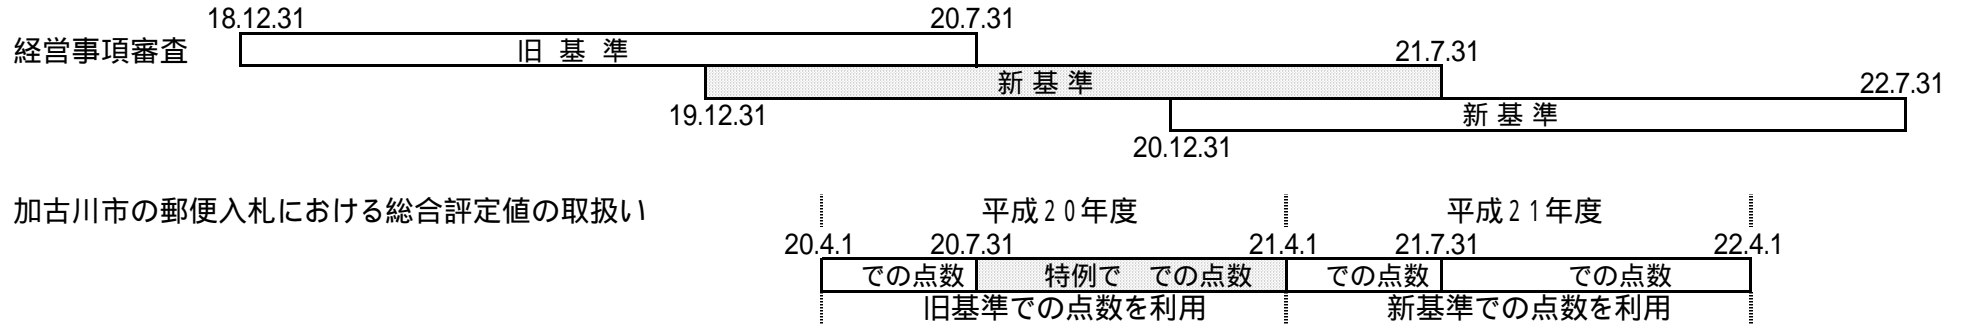 18.12.31 20.7.31
経営事項審査 旧 基 準 21.7.31
新 基 準 22.7.31
19.12.31 新 基 準
20.12.31
加古川市の郵便入札における総合評定値の取扱い 平成20年度 平成21年度
20.4.1 20.7.31 21.4.1 21.7.31 22.4.1
での点数 特例で での点数 での点数 での点数
旧基準での点数を利用 新基準での点数を利用